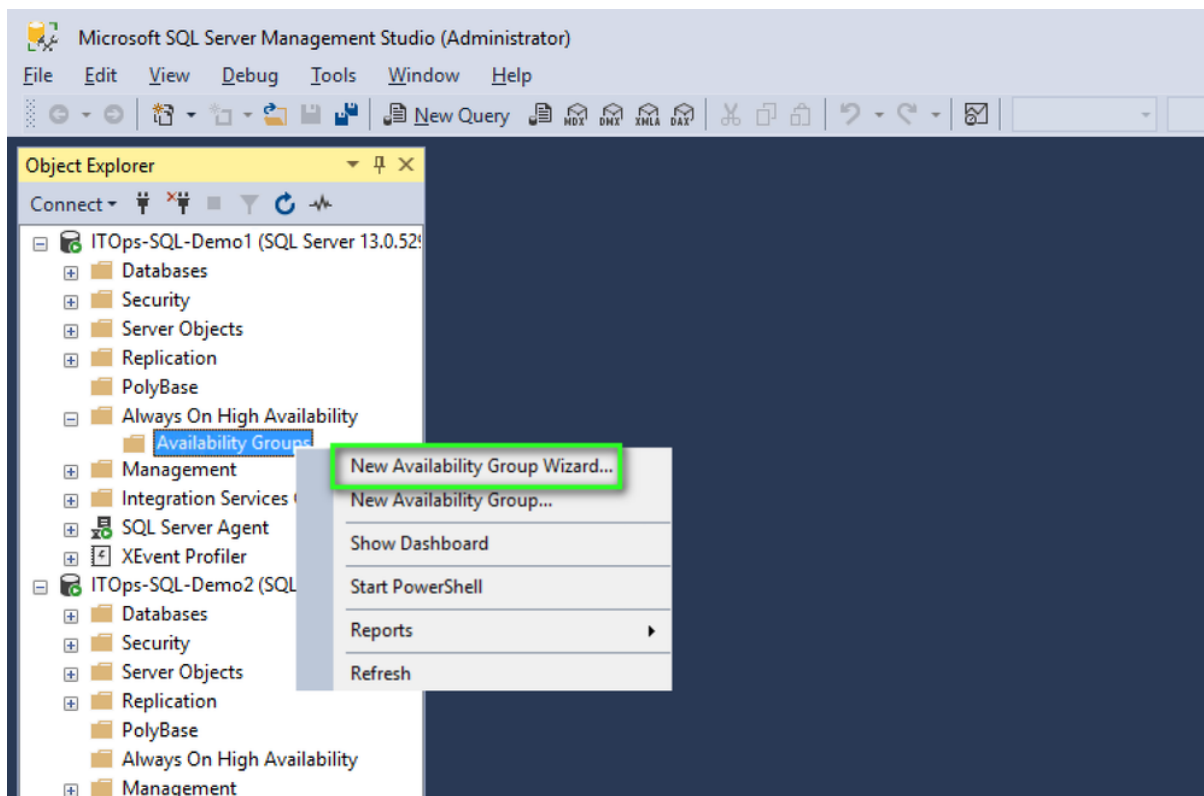 Microsoft SQL Server Management Studio (Administrator)
File Edit View Debug Tools Window Help
New Query MDX DMX XMLA DAX
Object Explorer
Connect
ITOps-SQL-Demo1 (SQL Server 13.0.529
Databases
Security
Server Objects
Replication
PolyBase
Always On High Availability
Availability Groups
Management
Integration Services
SQL Server Agent
XEvent Profiler
ITOps-SQL-Demo2 (SQL
Databases
Security
Server Objects
Replication
PolyBase
Always On High Availability
Management
New Availability Group Wizard...
New Availability Group...
Show Dashboard
Start PowerShell
Reports
Refresh